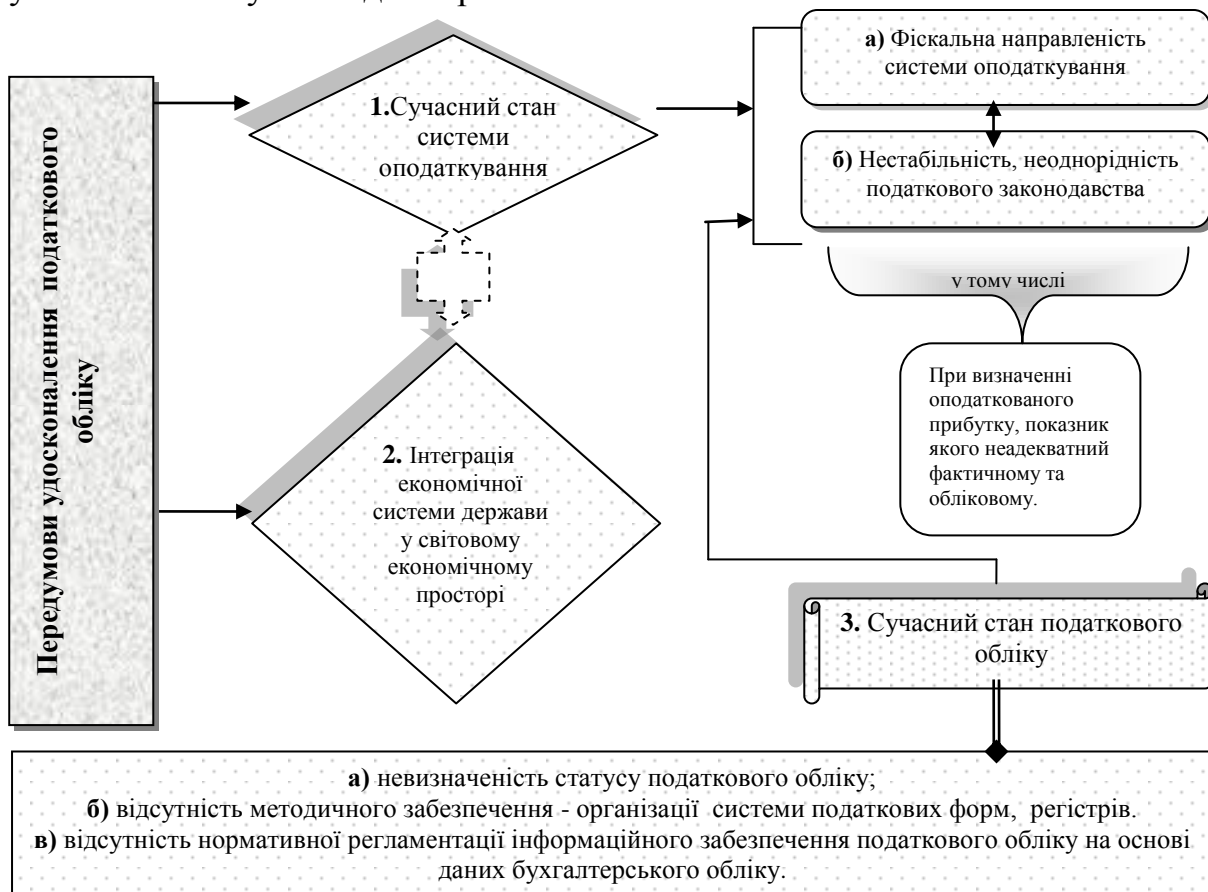 Передумови удосконалення податкового
обліку
1.Сучасний стан
системи
оподаткування
2. Інтеграція
економічної
системи держави
у світовому
економічному
просторі
а) Фіскальна направленість
системи оподаткування
б) Нестабільність, неоднорідність
податкового законодавства
у тому числі
При визначенні
оподаткованого
прибутку, показник
якого неадекватний
фактичному та
обліковому.
3. Сучасний стан податкового
обліку
а) невизначеність статусу податкового обліку;
б) відсутність методичного забезпечення - організації системи податкових форм, регістрів.
в) відсутність нормативної регламентації інформаційного забезпечення податкового обліку на основі
даних бухгалтерського обліку.